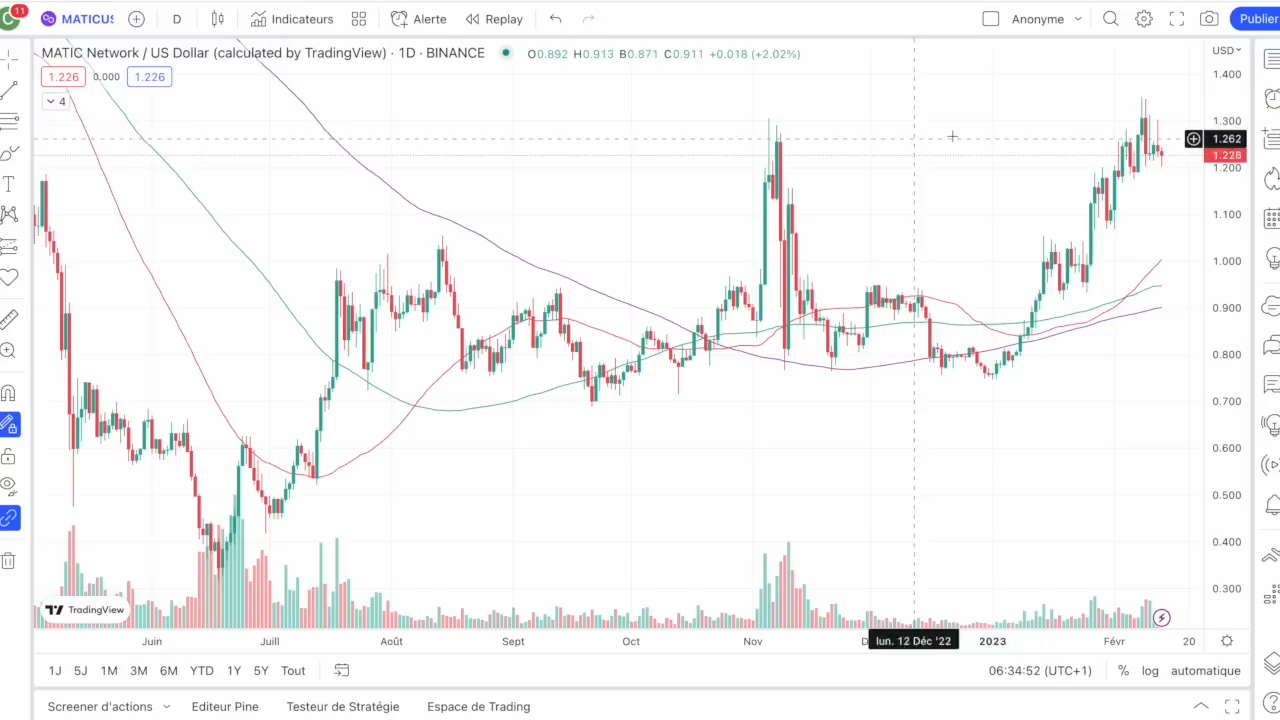 11
MATICUS
D
Indicateurs
Alerte
Replay
Anonyme
Publier
MATIC Network / US Dollar (calculated by TradingView) · 1D · BINANCE
O0.892 H0.913 B0.871 C0.911 +0.018 (+2.02%)
USD
1.226 0.000 1.226
4
1.400
1.300
1.262
1.228
1.200
1.100
1.000
0.900
0.800
0.700
0.600
0.500
0.400
0.300
TradingView
Juin Juill Août Sept Oct Nov D lun. 12 Déc '22 2023 Févr 20
1J 5J 1M 3M 6M YTD 1Y 5Y Tout
06:34:52 (UTC+1) % log automatique
Screener d'actions Editeur Pine Testeur de Stratégie Espace de Trading